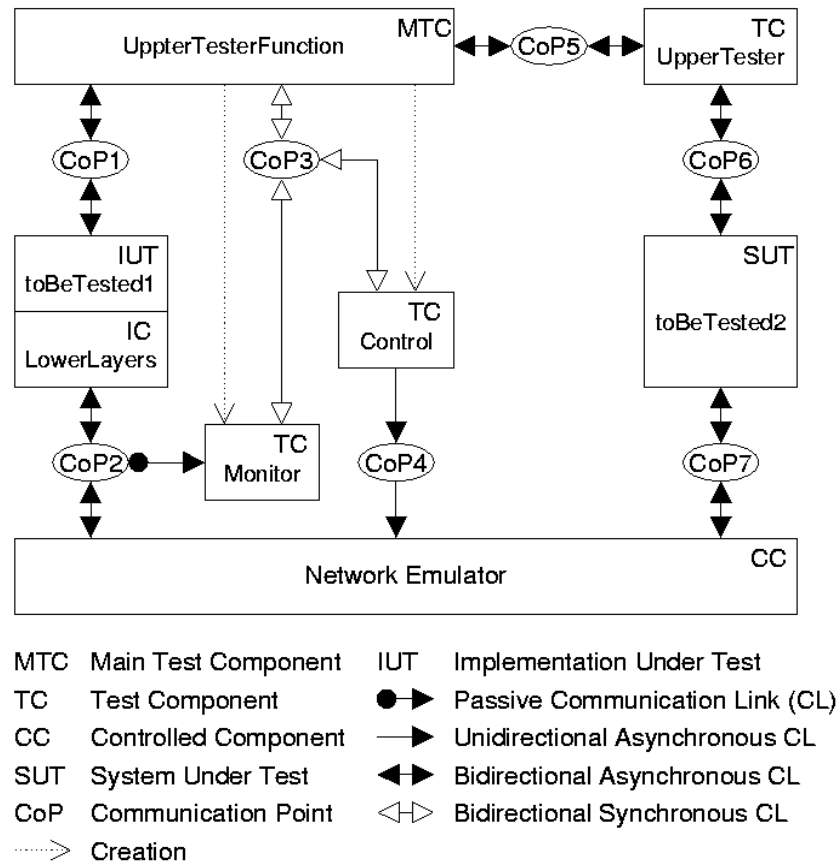 MTC
UppterTesterFunction
CoP5
TC
UpperTester
CoP1
CoP3
CoP6
IUT
toBeTested1
IC
LowerLayers
TC
Control
SUT
toBeTested2
CoP2
TC
Monitor
CoP4
CoP7
CC
Network Emulator
MTC Main Test Component
IUT Implementation Under Test
TC Test Component
Passive Communication Link (CL)
CC Controlled Component
Unidirectional Asynchronous CL
SUT System Under Test
Bidirectional Asynchronous CL
CoP Communication Point
Bidirectional Synchronous CL
Creation